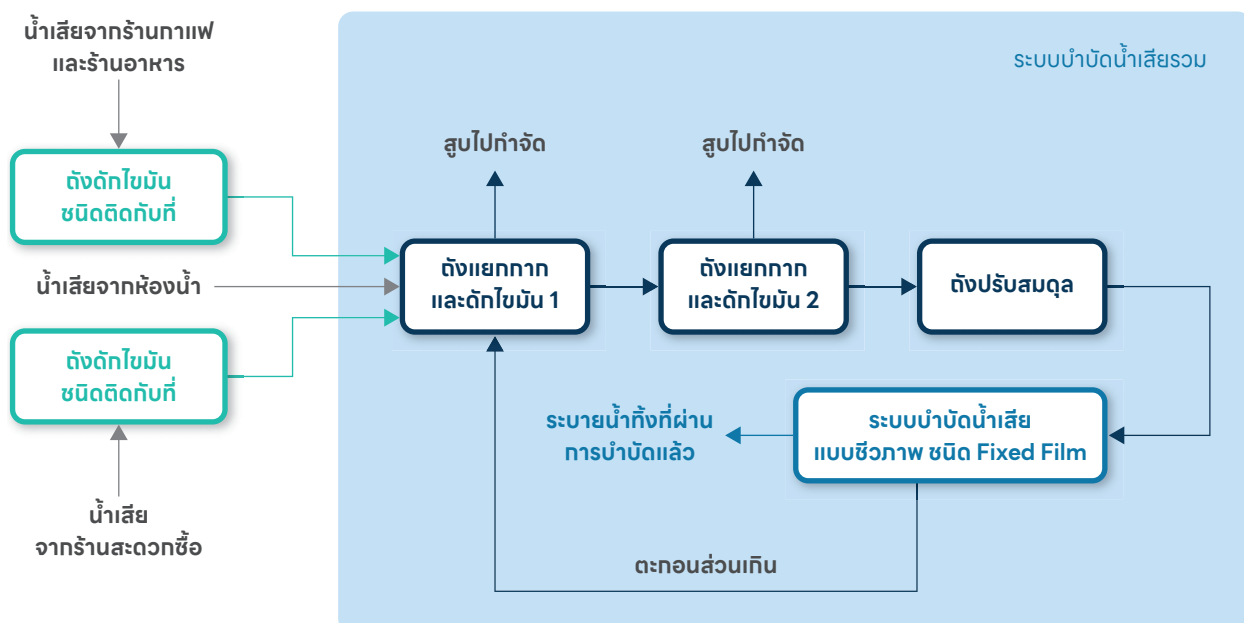 น้ำเสียจากร้านกาแฟ
และร้านอาหาร
ระบบบำบัดน้ำเสียรวม
สูบไปกำจัด
สูบไปกำจัด
ถังดักไขมัน
ชนิดติดกับที่
น้ำเสียจากห้องน้ำ
ถังแยกกาก
และดักไขมัน 1
ถังแยกกาก
และดักไขมัน 2
ถังปรับสมดุล
ถังดักไขมัน
ชนิดติดกับที่
ระบายน้ำทิ้งที่ผ่าน
การบำบัดแล้ว
ระบบบำบัดน้ำเสีย
แบบชีวภาพ ชนิด Fixed Film
น้ำเสีย
จากร้านสะดวกซื้อ
ตะกอนส่วนเกิน